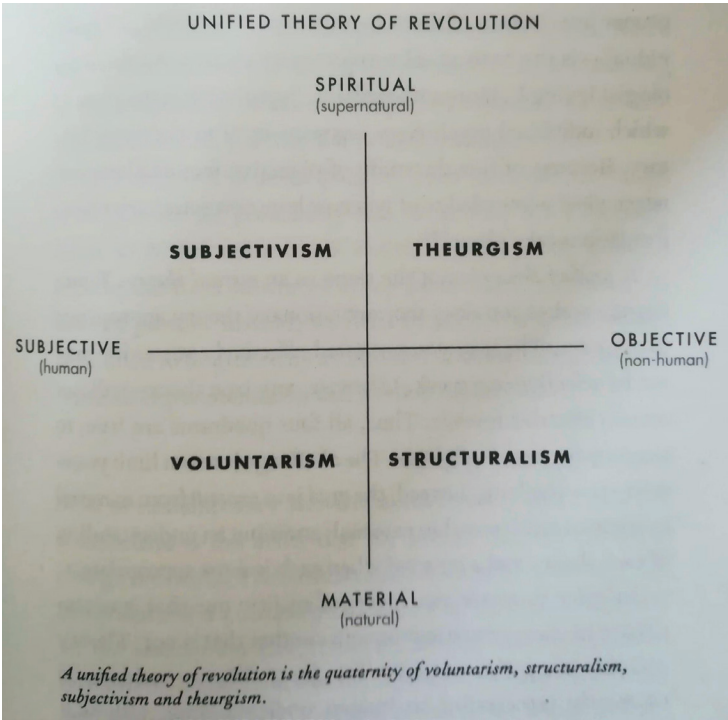 UNIFIED THEORY OF REVOLUTION
SPIRITUAL
(supernatural)
SUBJECTIVISM THEURGISM
SUBJECTIVE
(human)
OBJECTIVE
(non-human)
VOLUNTARISM STRUCTURALISM
MATERIAL
(natural)
A unified theory of revolution is the quaternity of voluntarism, structuralism,
subjectivism and theurgism.